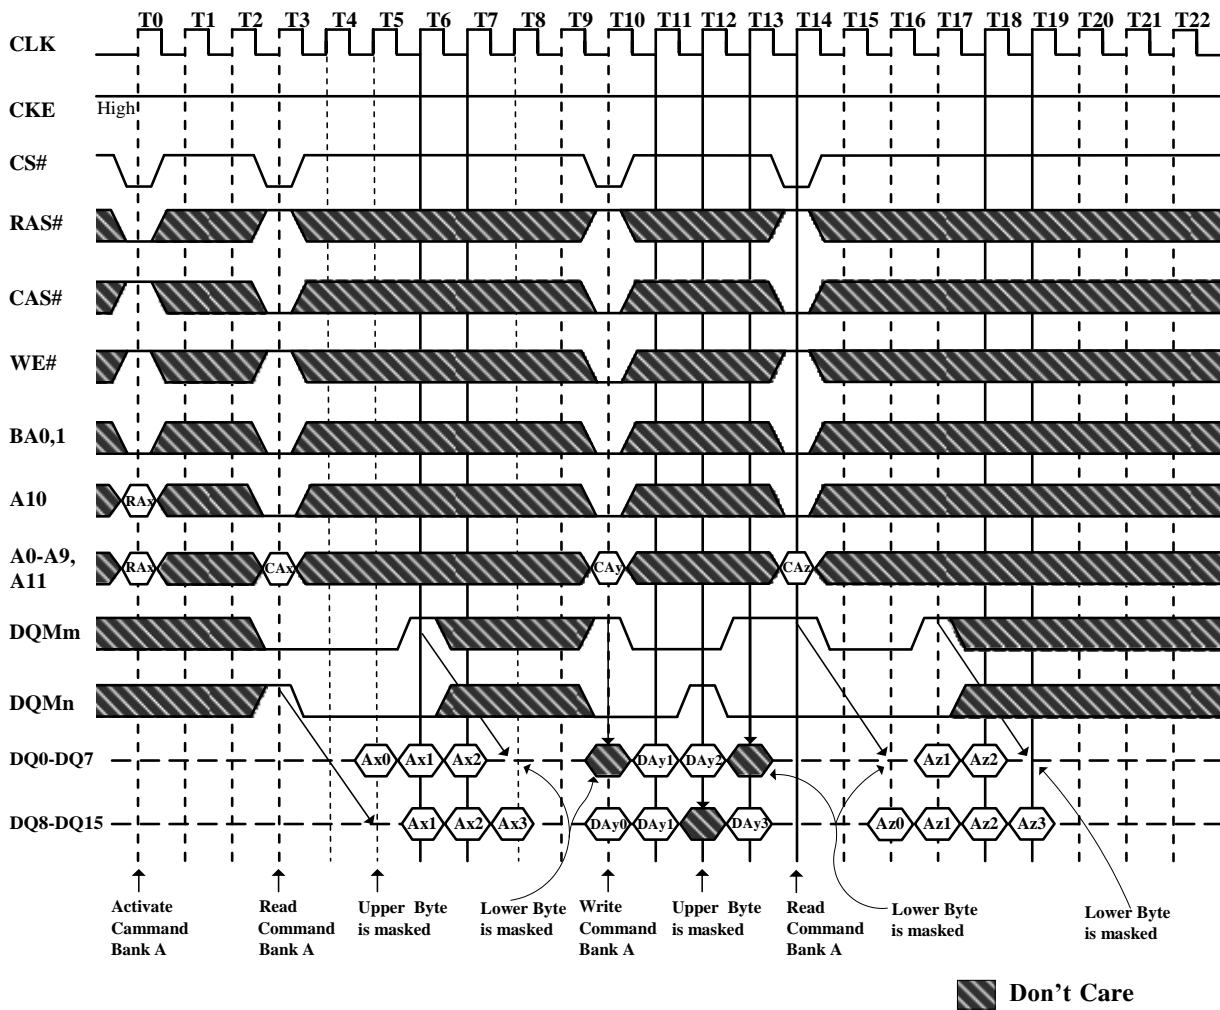 T0 T1 T2 T3 T4 T5 T6 T7 T8 T9 T10 T11 T12 T13 T14 T15 T16 T17 T18 T19 T20 T21 T22
CLK
CKE High
CS#
RAS#
CAS#
WE#
BA0,1
A10 RAx
A0-A9,
A11 RAx CAx CAy CAz
DQMm
DQMn
DQ0-DQ7 Ax0 Ax1 Ax2 DAy1 DAy2 Az1 Az2
DQ8-DQ15 Ax1 Ax2 Ax3 DAy0 DAy1 DAy3 Az0 Az1 Az2 Az3
Activate
Cammand
Bank A
Read
Command
Bank A
Upper Byte
is masked
Lower Byte
is masked
Write
Command
Bank A
Upper Byte
is masked
Read
Command
Bank A
Lower Byte
is masked
Lower Byte
is masked
Don't Care